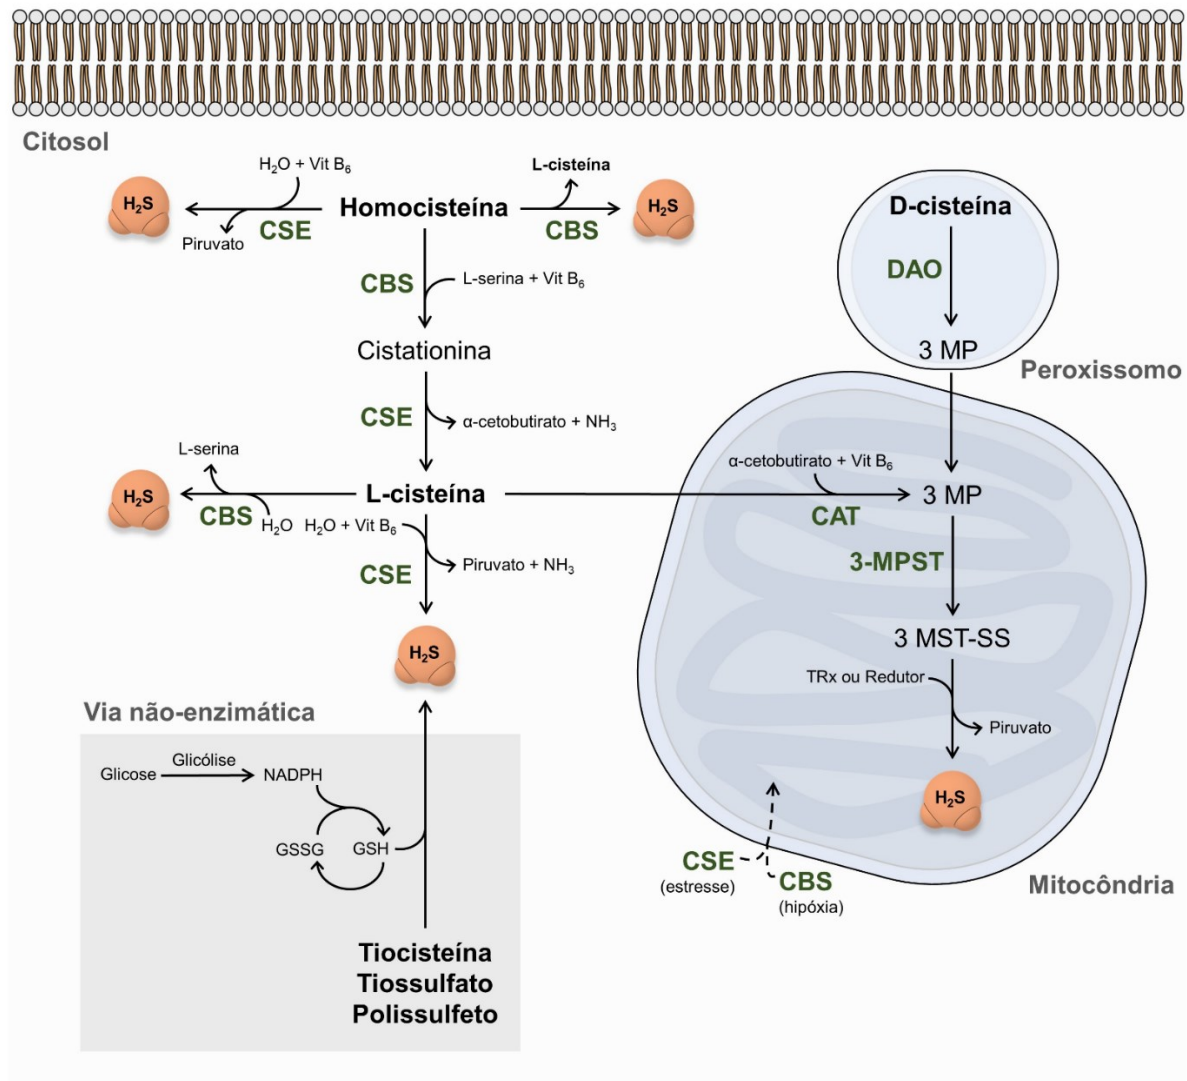 Citosol
H₂O + Vit B₆
L-cisteína
H₂S
Homocisteína
H₂S
D-cisteína
Piruvato
CSE
CBS
DAO
CBS
L-serina + Vit B₆
Cistationina
3 MP
Peroxissomo
CSE
α-cetobutirato + NH₃
L-serina
α-cetobutirato + Vit B₆
H₂S
L-cisteína
3 MP
CBS
H₂O
H₂O + Vit B₆
CAT
CSE
Piruvato + NH₃
3-MPST
H₂S
3 MST-SS
TRx ou Redutor
Piruvato
Via não-enzimática
Glicose
Glicólise
NADPH
H₂S
GSSG
GSH
CSE
(estresse)
CBS
(hipóxia)
Mitocôndria
Tiocisteína
Tiossulfato
Polissulfeto